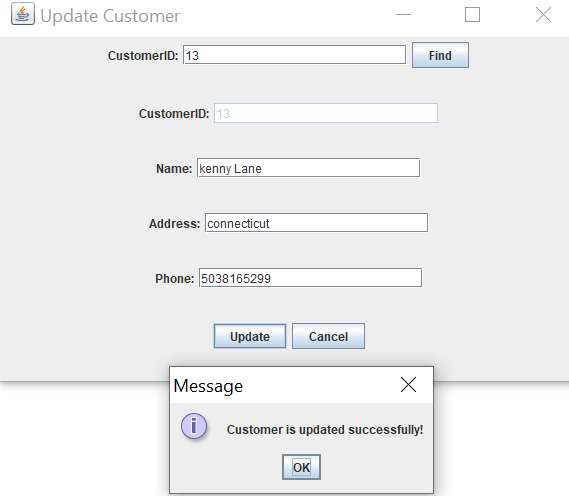 Update Customer
CustomerID: 13 Find
CustomerID: 13
Name: kenny Lane
Address: connecticut
Phone: 5038165299
Update Cancel
Message
Customer is updated successfully!
OK